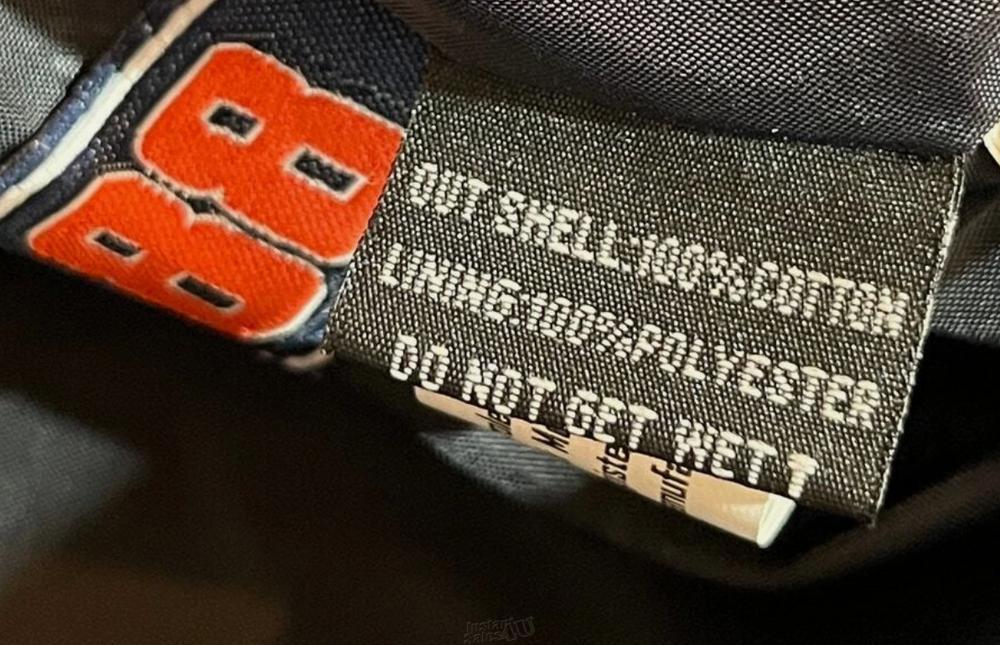 88
OUT SHELL:100%COTTON
LINING:100%POLYESTER
DO NOT GET WET T